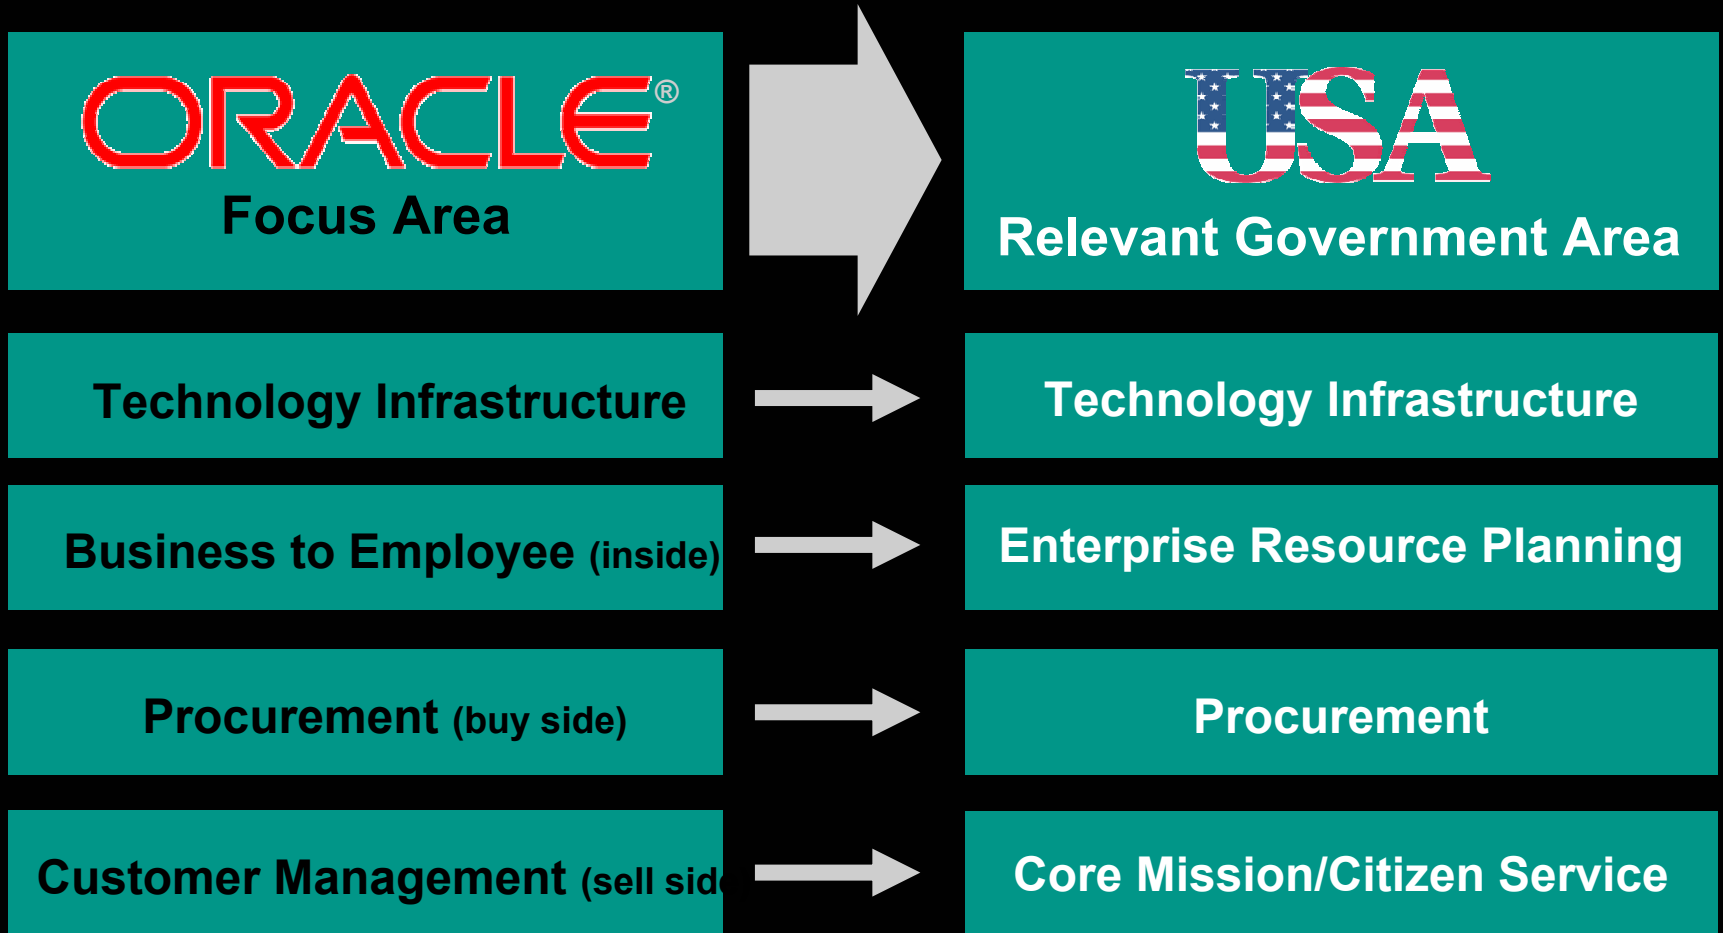 ORACLE®
Focus Area
USA
Relevant Government Area
Technology Infrastructure
Technology Infrastructure
Business to Employee (inside)
Enterprise Resource Planning
Procurement (buy side)
Procurement
Customer Management (sell side
Core Mission/Citizen Service